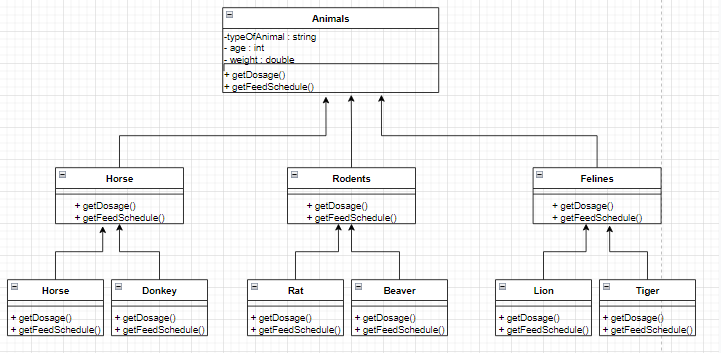 Animals
-typeOfAnimal : string
- age : int
- weight : double
+ getDosage()
+ getFeedSchedule()
Horse
+ getDosage()
+ getFeedSchedule()
Rodents
+ getDosage()
+ getFeedSchedule()
Felines
+ getDosage()
+ getFeedSchedule()
Horse
+ getDosage()
+ getFeedSchedule()
Donkey
+ getDosage()
+ getFeedSchedule()
Rat
+ getDosage()
+ getFeedSchedule()
Beaver
+ getDosage()
+ getFeedSchedule()
Lion
+ getDosage()
+ getFeedSchedule()
Tiger
+ getDosage()
+ getFeedSchedule()